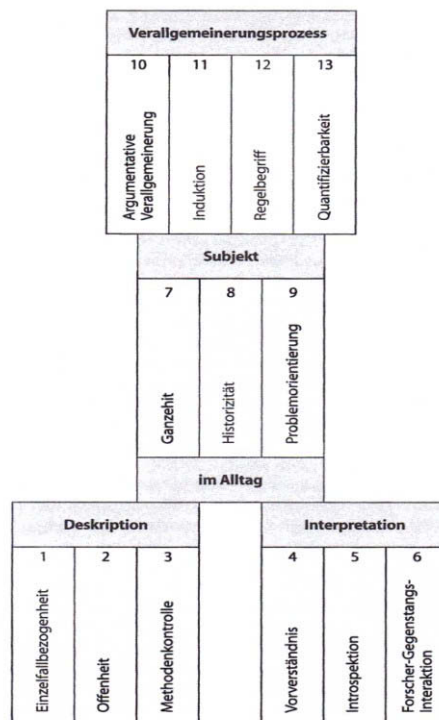 Verallgemeinerungsprozess
10 11 12 13
Argumentative
Verallgemeinerung
Induktion
Regelbegriff
Quantifizierbarkeit
Subjekt
7 8 9
Ganzehit
Historizität
Problemorientierung
im Alltag
Deskription
1 2 3
Einzelfallbezogenheit
Offenheit
Methodenkontrolle
Interpretation
4 5 6
Vorverständnis
Introspektion
Forscher-Gegenstangs-
Interaktion